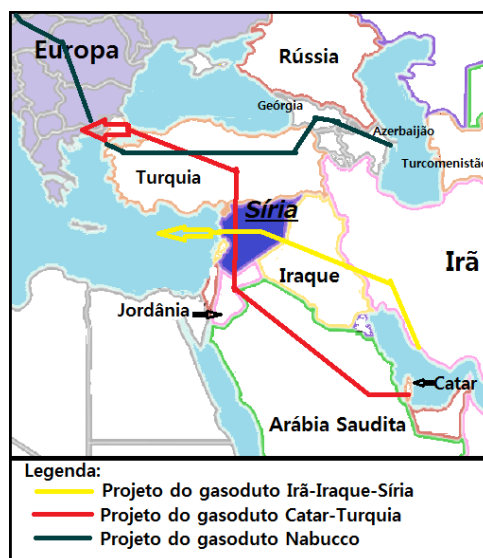 Europa
Rússia
Geórgia
Azerbaijão
Turcomenistão
Turquia
Síria
Irã
Iraque
Jordânia
Catar
Arábia Saudita
Legenda:
Projeto do gasoduto Irã-Iraque-Síria
Projeto do gasoduto Catar-Turquia
Projeto do gasoduto Nabucco